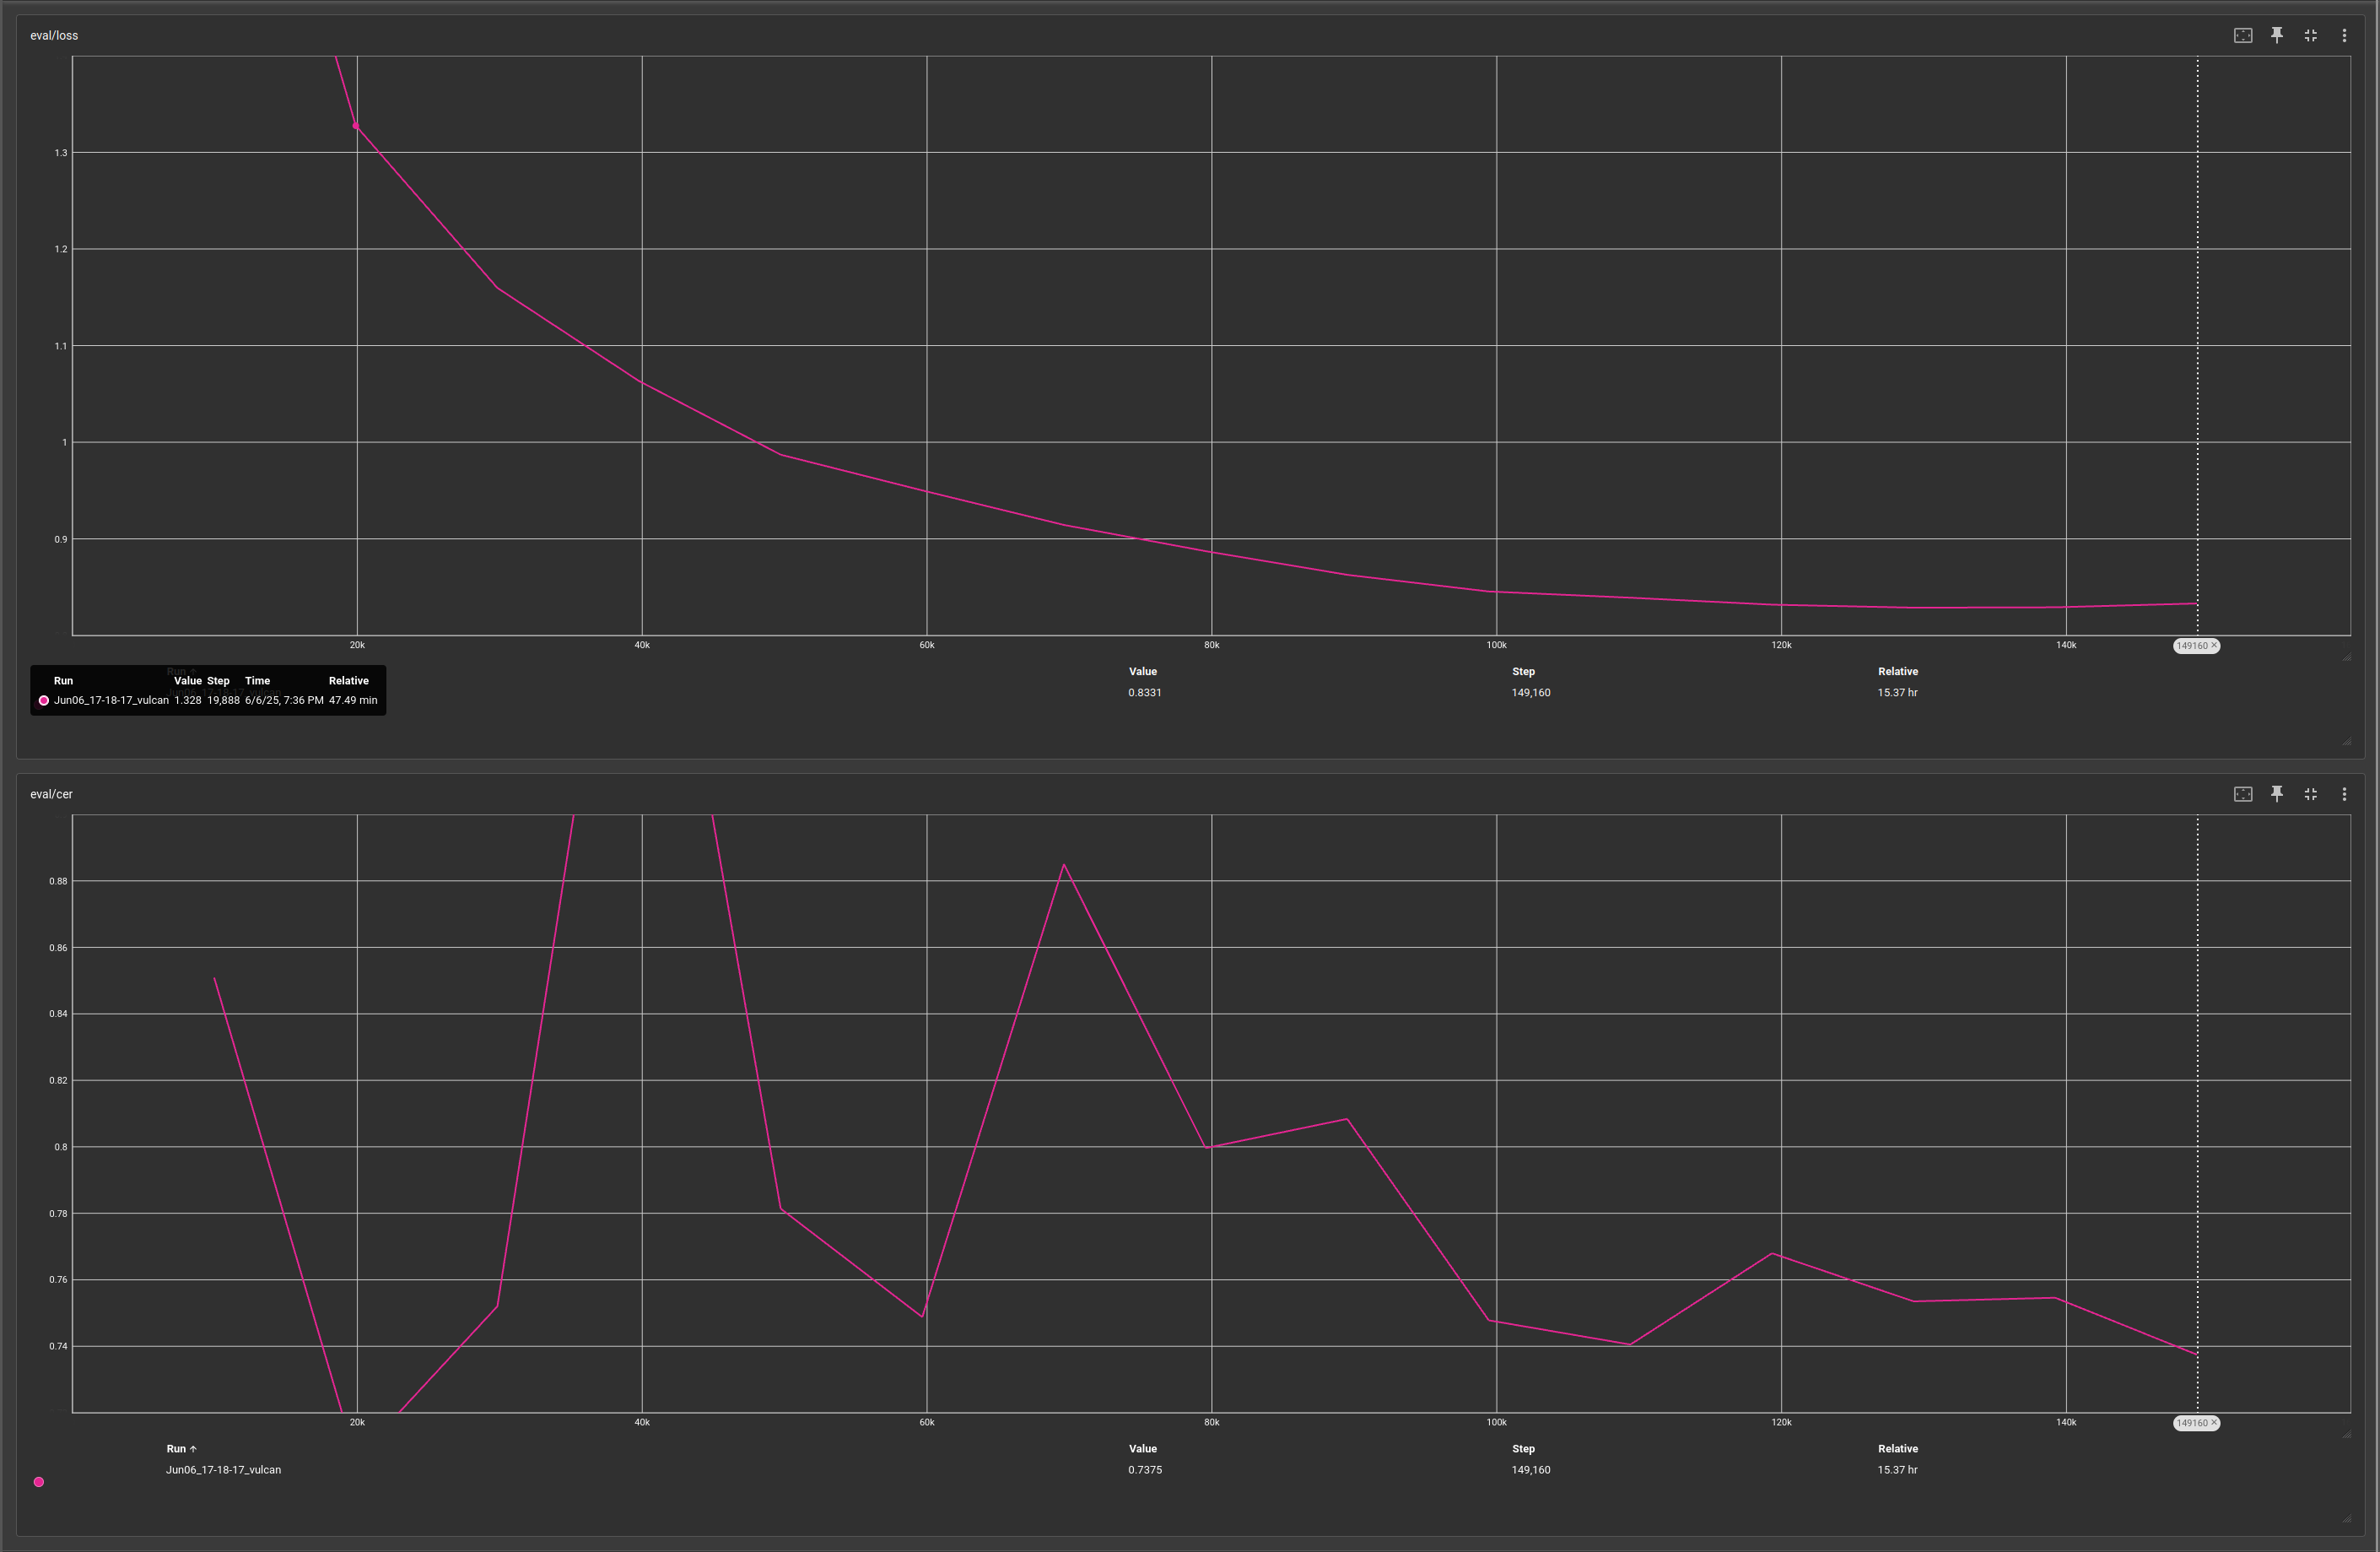 eval/loss
1.3
1.2
1.1
1
0.9
20k 40k 60k 80k 100k 120k 140k 149160 ×
Run ↑ Value Step Relative
0.8331 149,160 15.37 hr
Run Value Step Time Relative
Jun06_17-18-17_vulcan 1.328 19,888 6/6/25, 7:36 PM 47.49 min
eval/cer
0.88
0.86
0.84
0.82
0.8
0.78
0.76
0.74
20k 40k 60k 80k 100k 120k 140k 149160 ×
Run ↑ Value Step Relative
Jun06_17-18-17_vulcan 0.7375 149,160 15.37 hr